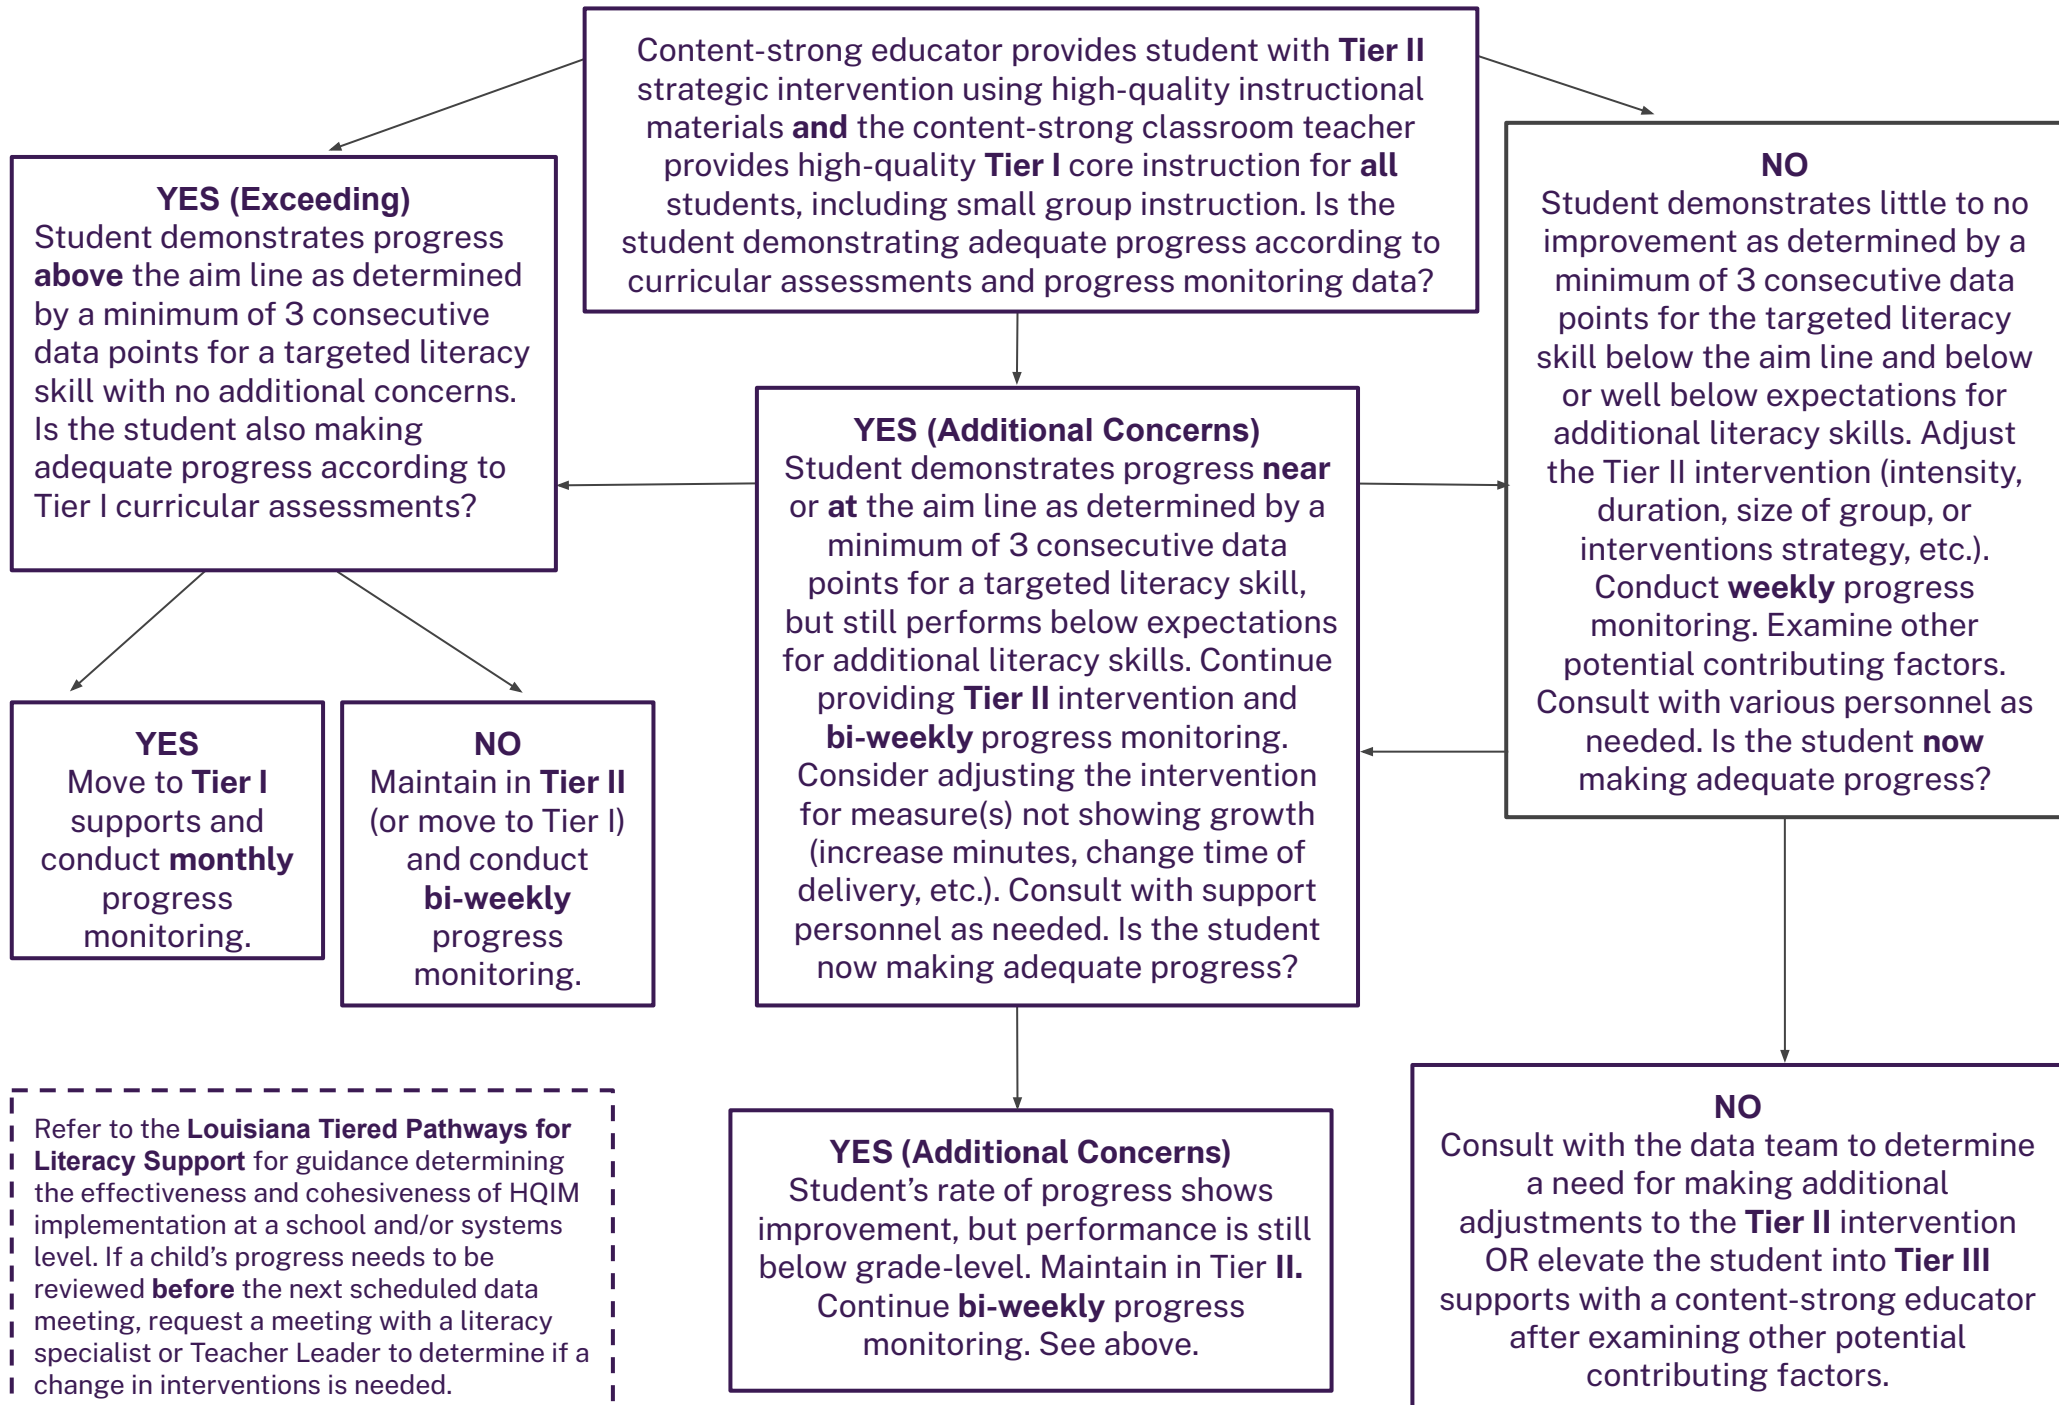 Content-strong educator provides student with Tier II
strategic intervention using high-quality instructional
materials and the content-strong classroom teacher
provides high-quality Tier I core instruction for all
students, including small group instruction. Is the
student demonstrating adequate progress according to
curricular assessments and progress monitoring data?
YES (Exceeding)
Student demonstrates progress
above the aim line as determined
by a minimum of 3 consecutive
data points for a targeted literacy
skill with no additional concerns.
Is the student also making
adequate progress according to
Tier I curricular assessments?
YES (Additional Concerns)
Student demonstrates progress near
or at the aim line as determined by a
minimum of 3 consecutive data
points for a targeted literacy skill,
but still performs below expectations
for additional literacy skills. Continue
providing Tier II intervention and
bi-weekly progress monitoring.
Consider adjusting the intervention
for measure(s) not showing growth
(increase minutes, change time of
delivery, etc.). Consult with support
personnel as needed. Is the student
now making adequate progress?
NO
Student demonstrates little to no
improvement as determined by a
minimum of 3 consecutive data
points for the targeted literacy
skill below the aim line and below
or well below expectations for
additional literacy skills. Adjust
the Tier II intervention (intensity,
duration, size of group, or
interventions strategy, etc.).
Conduct weekly progress
monitoring. Examine other
potential contributing factors.
Consult with various personnel as
needed. Is the student now
making adequate progress?
YES
Move to Tier I
supports and
conduct monthly
progress
monitoring.
NO
Maintain in Tier II
(or move to Tier I)
and conduct
bi-weekly
progress
monitoring.
Refer to the Louisiana Tiered Pathways for
Literacy Support for guidance determining
the effectiveness and cohesiveness of HQIM
implementation at a school and/or systems
level. If a child’s progress needs to be
reviewed before the next scheduled data
meeting, request a meeting with a literacy
specialist or Teacher Leader to determine if a
change in interventions is needed.
YES (Additional Concerns)
Student’s rate of progress shows
improvement, but performance is still
below grade-level. Maintain in Tier II.
Continue bi-weekly progress
monitoring. See above.
NO
Consult with the data team to determine
a need for making additional
adjustments to the Tier II intervention
OR elevate the student into Tier III
supports with a content-strong educator
after examining other potential
contributing factors.